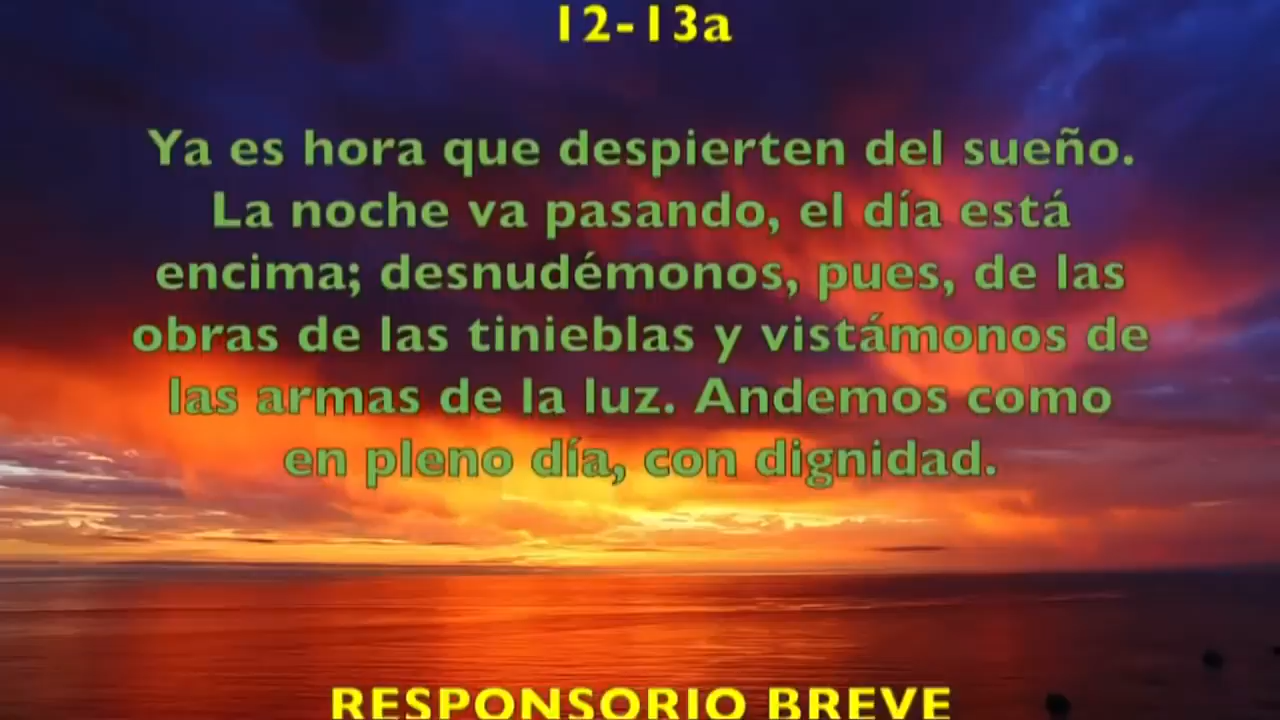 12-13a
Ya es hora que despierten del sueño.
La noche va pasando, el día está
encima; desnudémonos, pues, de las
obras de las tinieblas y vistámonos de
las armas de la luz. Andemos como
en pleno día, con dignidad.
RESPONSORIO BREVE